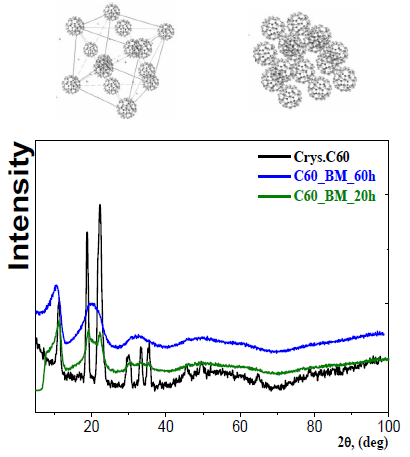 Intensity
Crys.C60
C60_BM_60h
C60_BM_20h
20 40 60 80 100
2θ, (deg)